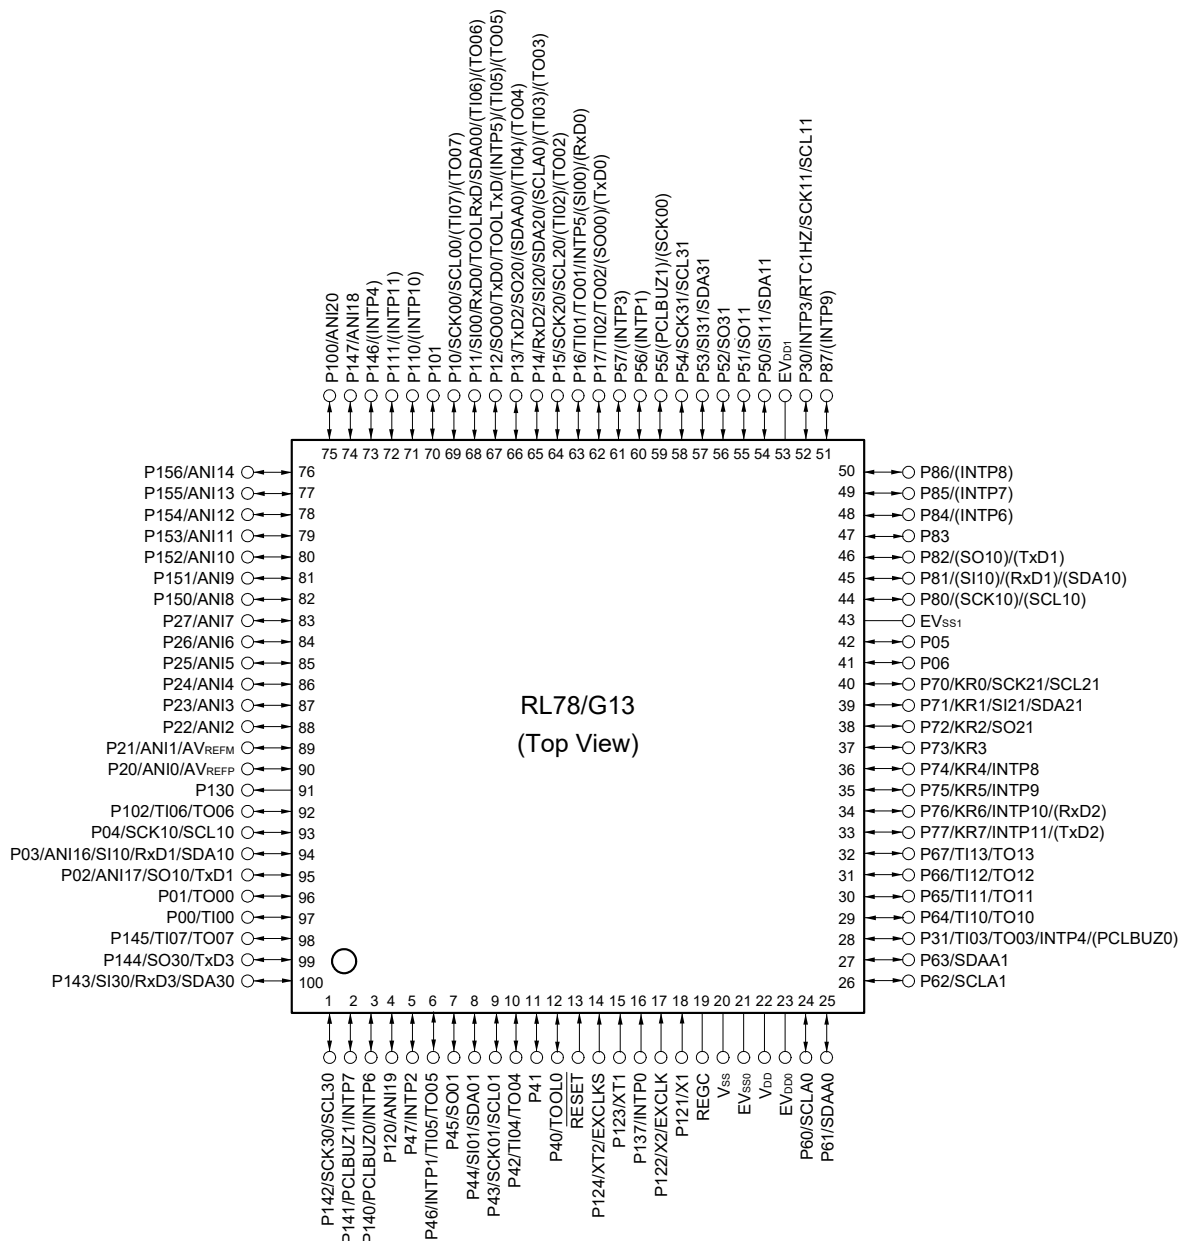 P100/ANI20
P147/ANI18
P146/(INTP4)
P111/(INTP11)
P110/(INTP10)
P101
P10/SCK00/SCL00/(TI07)/(TO07)
P11/SI00/RxD0/TOOLRxD/SDA00/(TI06)/(TO06)
P12/SO00/TxD0/TOOLTxD/(INTP5)/(TI05)/(TO05)
P13/TxD2/SO20/(SDAA0)/(TI04)/(TO04)
P14/RxD2/SI20/SDA20/(SCLA0)/(TI03)/(TO03)
P15/SCK20/SCL20/(TI02)/(TO02)
P16/TI01/TO01/INTP5/(SI00)/(RxD0)
P17/TI02/TO02/(SO00)/(TxD0)
P57/(INTP3)
P56/(INTP1)
P55/(PCLBUZ1)/(SCK00)
P54/SCK31/SCL31
P53/SI31/SDA31
P52/SO31
P51/SO11
P50/SI11/SDA11
EVDD1
P30/INTP3/RTC1HZ/SCK11/SCL11
P87/(INTP9)
75 74 73 72 71 70 69 68 67 66 65 64 63 62 61 60 59 58 57 56 55 54 53 52 51
P156/ANI14 76
P155/ANI13 77
P154/ANI12 78
P153/ANI11 79
P152/ANI10 80
P151/ANI9 81
P150/ANI8 82
P27/ANI7 83
P26/ANI6 84
P25/ANI5 85
P24/ANI4 86
P23/ANI3 87
P22/ANI2 88
P21/ANI1/AVREFM 89
P20/ANI0/AVREFP 90
P130 91
P102/TI06/TO06 92
P04/SCK10/SCL10 93
P03/ANI16/SI10/RxD1/SDA10 94
P02/ANI17/SO10/TxD1 95
P01/TO00 96
P00/TI00 97
P145/TI07/TO07 98
P144/SO30/TxD3 99
P143/SI30/RxD3/SDA30 100
RL78/G13
(Top View)
50 P86/(INTP8)
49 P85/(INTP7)
48 P84/(INTP6)
47 P83
46 P82/(SO10)/(TxD1)
45 P81/(SI10)/(RxD1)/(SDA10)
44 P80/(SCK10)/(SCL10)
43 EVSS1
42 P05
41 P06
40 P70/KR0/SCK21/SCL21
39 P71/KR1/SI21/SDA21
38 P72/KR2/SO21
37 P73/KR3
36 P74/KR4/INTP8
35 P75/KR5/INTP9
34 P76/KR6/INTP10/(RxD2)
33 P77/KR7/INTP11/(TxD2)
32 P67/TI13/TO13
31 P66/TI12/TO12
30 P65/TI11/TO11
29 P64/TI10/TO10
28 P31/TI03/TO03/INTP4/(PCLBUZ0)
27 P63/SDAA1
26 P62/SCLA1
1 2 3 4 5 6 7 8 9 10 11 12 13 14 15 16 17 18 19 20 21 22 23 24 25
P142/SCK30/SCL30
P141/PCLBUZ1/INTP7
P140/PCLBUZ0/INTP6
P120/ANI19
P47/INTP2
P46/INTP1/TI05/TO05
P45/SO01
P44/SI01/SDA01
P43/SCK01/SCL01
P42/TI04/TO04
P41
P40/TOOL0
RESET
P124/XT2/EXCLKS
P123/XT1
P137/INTP0
P122/X2/EXCLK
P121/X1
REGC
VSS
EVSS0
VDD
EVDD0
P60/SCLA0
P61/SDAA0